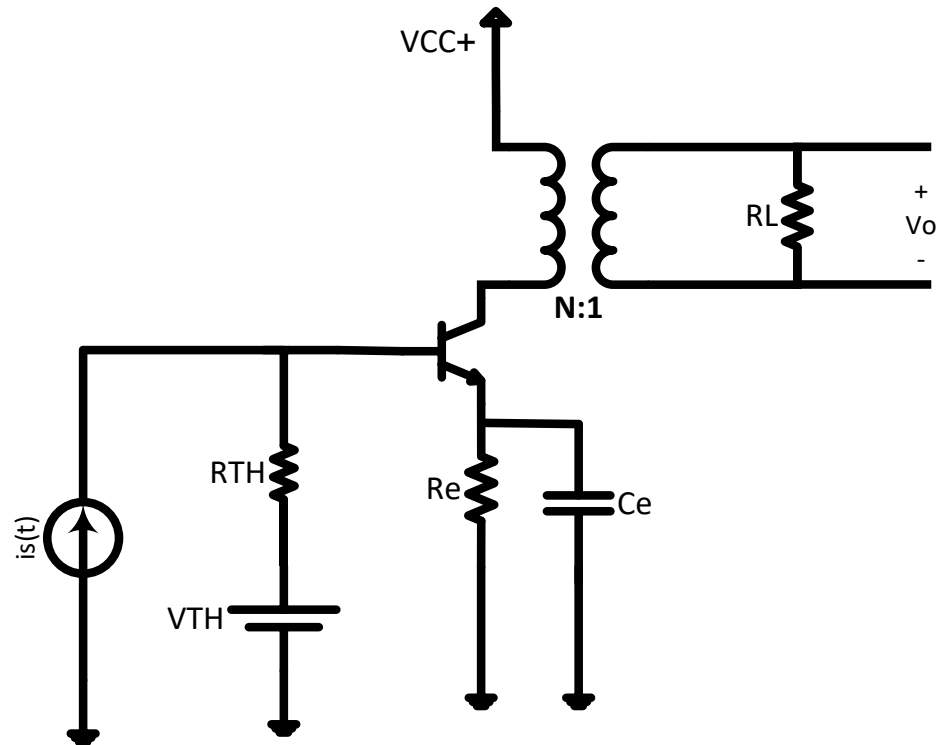 VCC+
+
RL
Vo
-
N:1
RTH
Re
Ce
is(t)
VTH